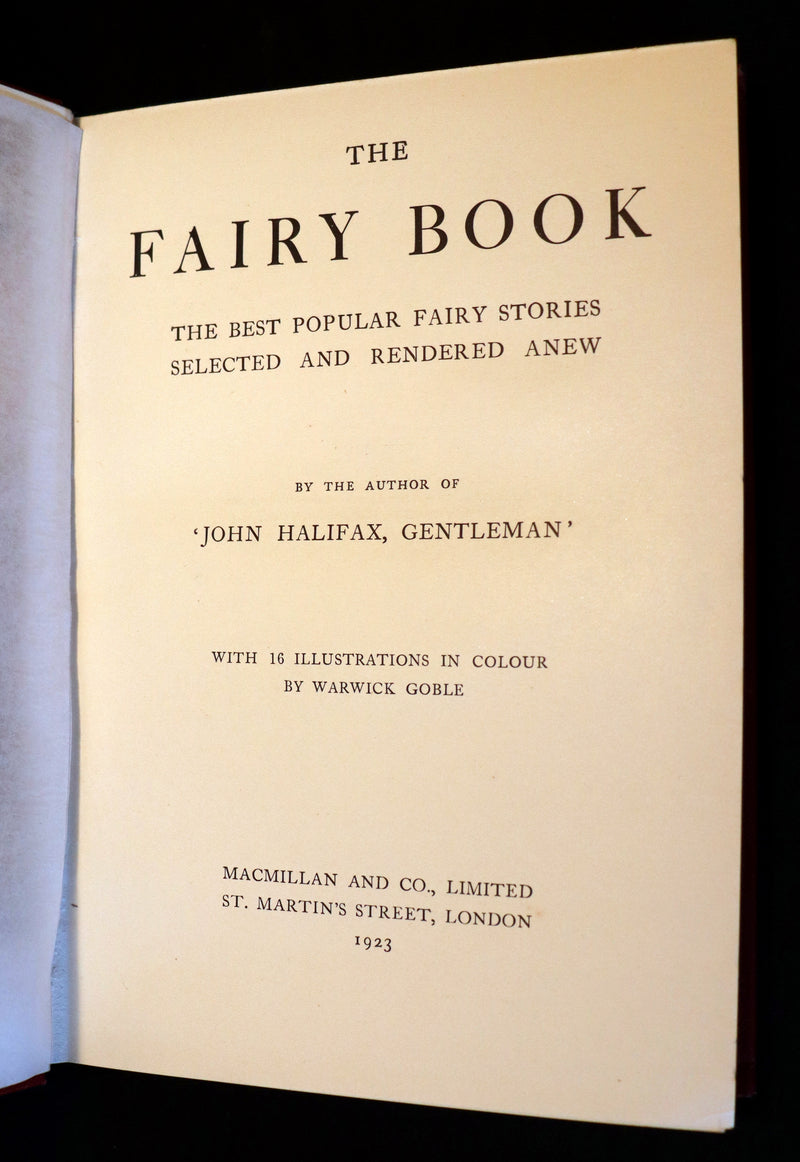 THE
FAIRY BOOK
THE BEST POPULAR FAIRY STORIES
SELECTED AND RENDERED ANEW
BY THE AUTHOR OF
‘JOHN HALIFAX, GENTLEMAN’
WITH 16 ILLUSTRATIONS IN COLOUR
BY WARWICK GOBLE
MACMILLAN AND CO., LIMITED
ST. MARTIN’S STREET, LONDON
1923